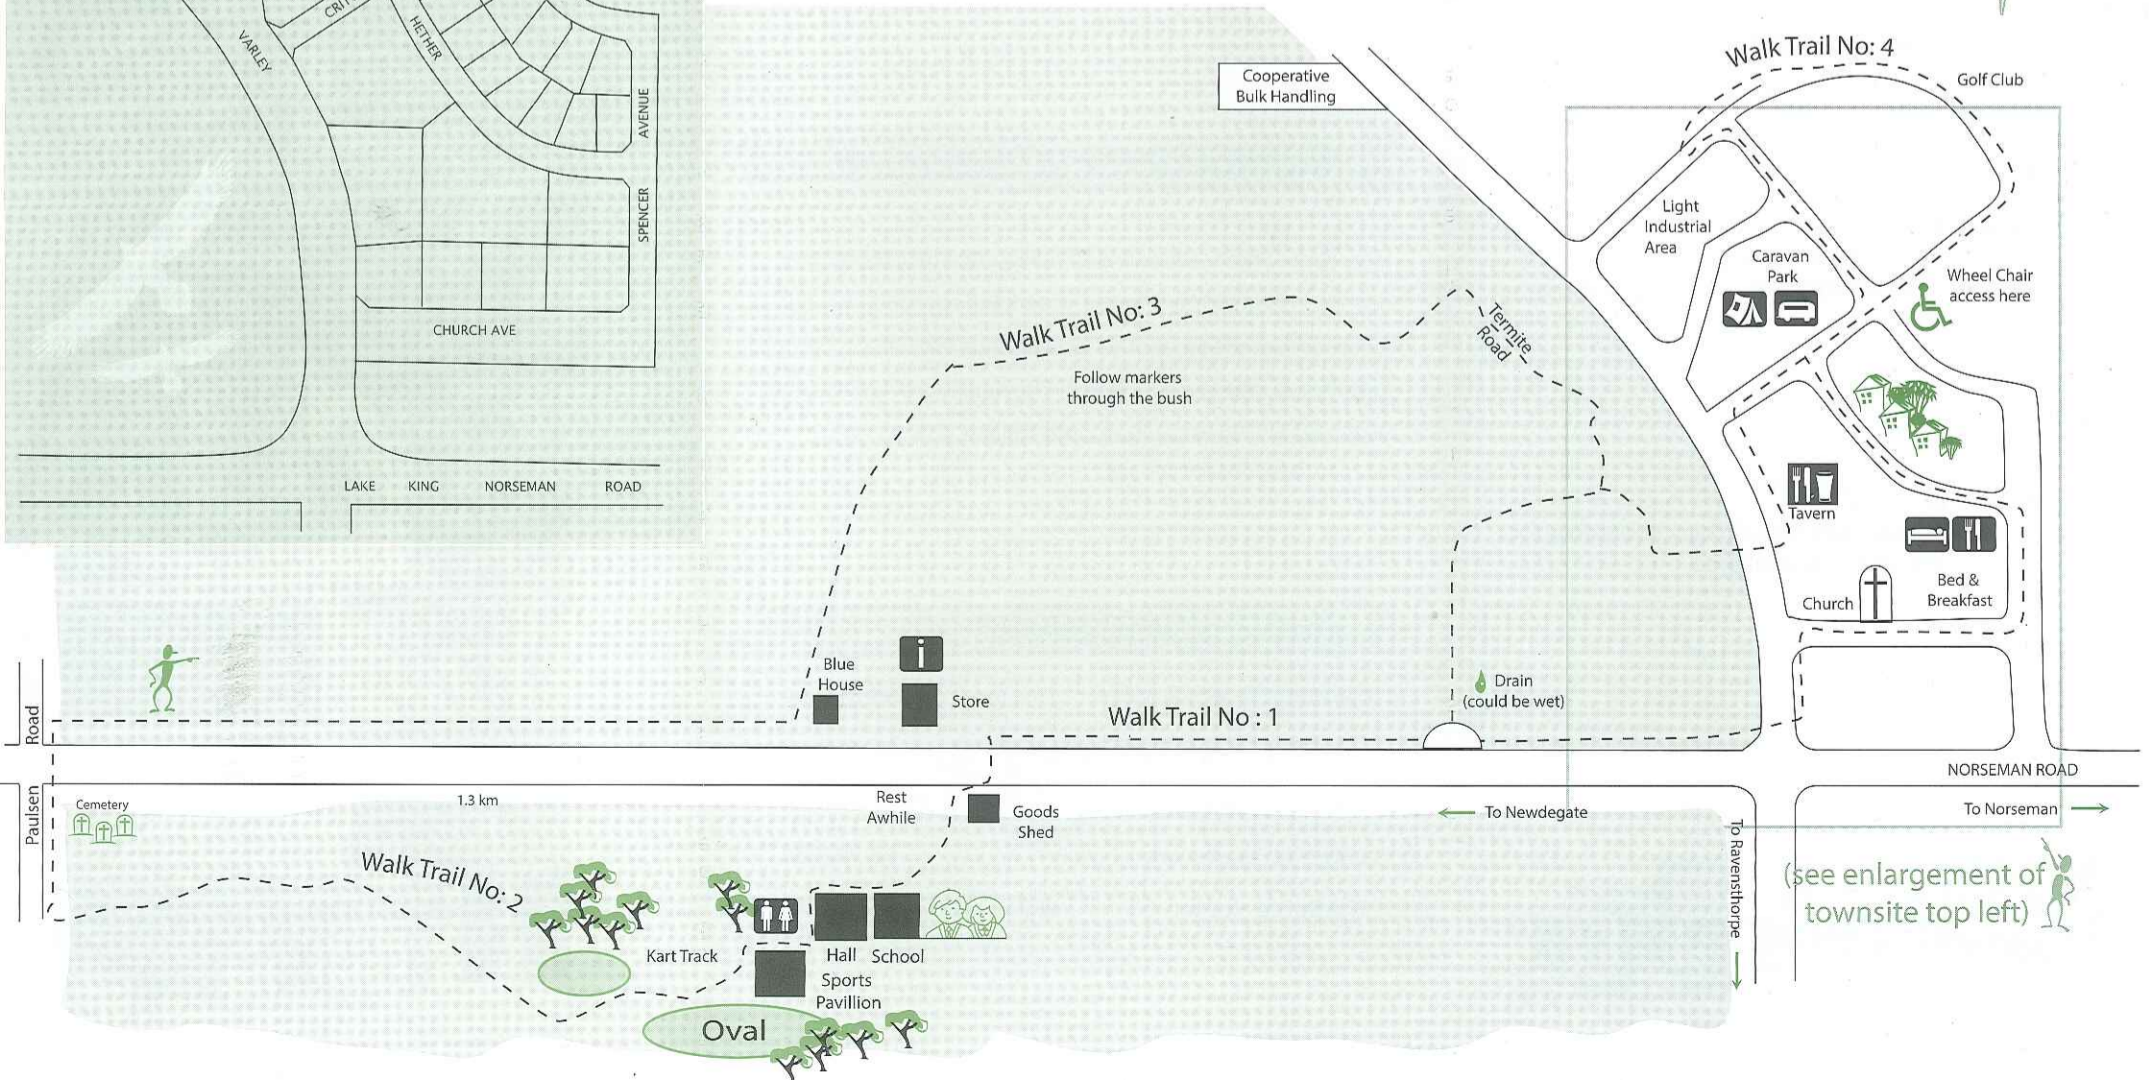 CRIT
HETHER
VARLEY
AVENUE
SPENCER
CHURCH AVE
LAKE KING NORSEMAN ROAD
Cooperative
Bulk Handling
Walk Trail No: 4
Golf Club
Light
Industrial
Area
Caravan
Park
Wheel Chair
access here
Walk Trail No: 3
Termite
Road
Follow markers
through the bush
Tavern
Bed &
Breakfast
Church
Blue
House
i
Store
Drain
(could be wet)
Walk Trail No : 1
Road
Paulsen
NORSEMAN ROAD
Cemetery
1.3 km
Rest
Awhile
Goods
Shed
To Newdegate
To Norseman
To Ravensthorpe
Walk Trail No: 2
(see enlargement of
townsite top left)
Kart Track
Hall
School
Sports
Pavillion
Oval